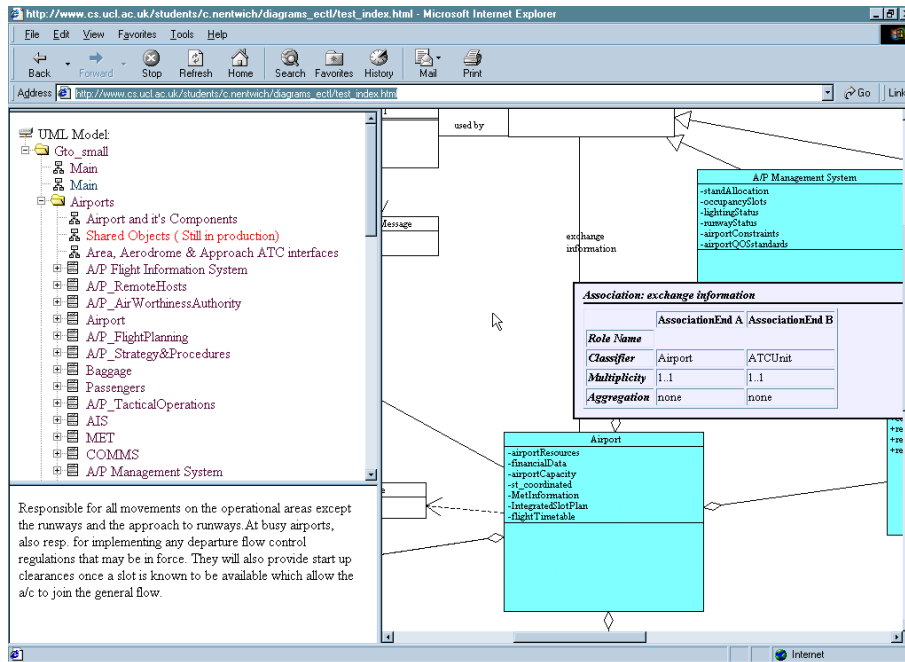 http://www.cs.ucl.ac.uk/students/c.nentwich/diagrams_ectl/test_index.html - Microsoft Internet Explorer
File Edit View Favorites Tools Help
Back Forward Stop Refresh Home Search Favorites History Mail Print
Address http://www.cs.ucl.ac.uk/students/c.nentwich/diagrams_ectl/test_index.html Go Link
UML Model:
Gto_small
Main
Main
Airports
Airport and it's Components
Shared Objects ( Still in production)
Area, Aerodrome & Approach ATC interfaces
A/P Flight Information System
A/P_RemoteHosts
A/P_AirWorthinessAuthority
Airport
A/P_FlightPlanning
A/P_Strategy&Procedures
Baggage
Passengers
A/P_TacticalOperations
AIS
MET
COMMS
A/P Management System
Responsible for all movements on the operational areas except
the runways and the approach to runways.At busy airports,
also resp. for implementing any departure flow control
regulations that may be in force. They will also provide start up
clearances once a slot is known to be available which allow the
a/c to join the general flow.
used by
Message
exchange
information
A/P Management System
-standAllocation
-occupancySlots
-lightingStatus
-runwayStatus
-airportConstraints
-airportQOSstandards
Association: exchange information
AssociationEnd A AssociationEnd B
Role Name
Classifier Airport ATCUnit
Multiplicity 1..1 1..1
Aggregation none none
+re
+re
+re
Airport
-airportResources
-financialData
-airportCapacity
-st_coordinated
-MetInformation
-IntegratedSlotPlan
-flightTimetable
Internet